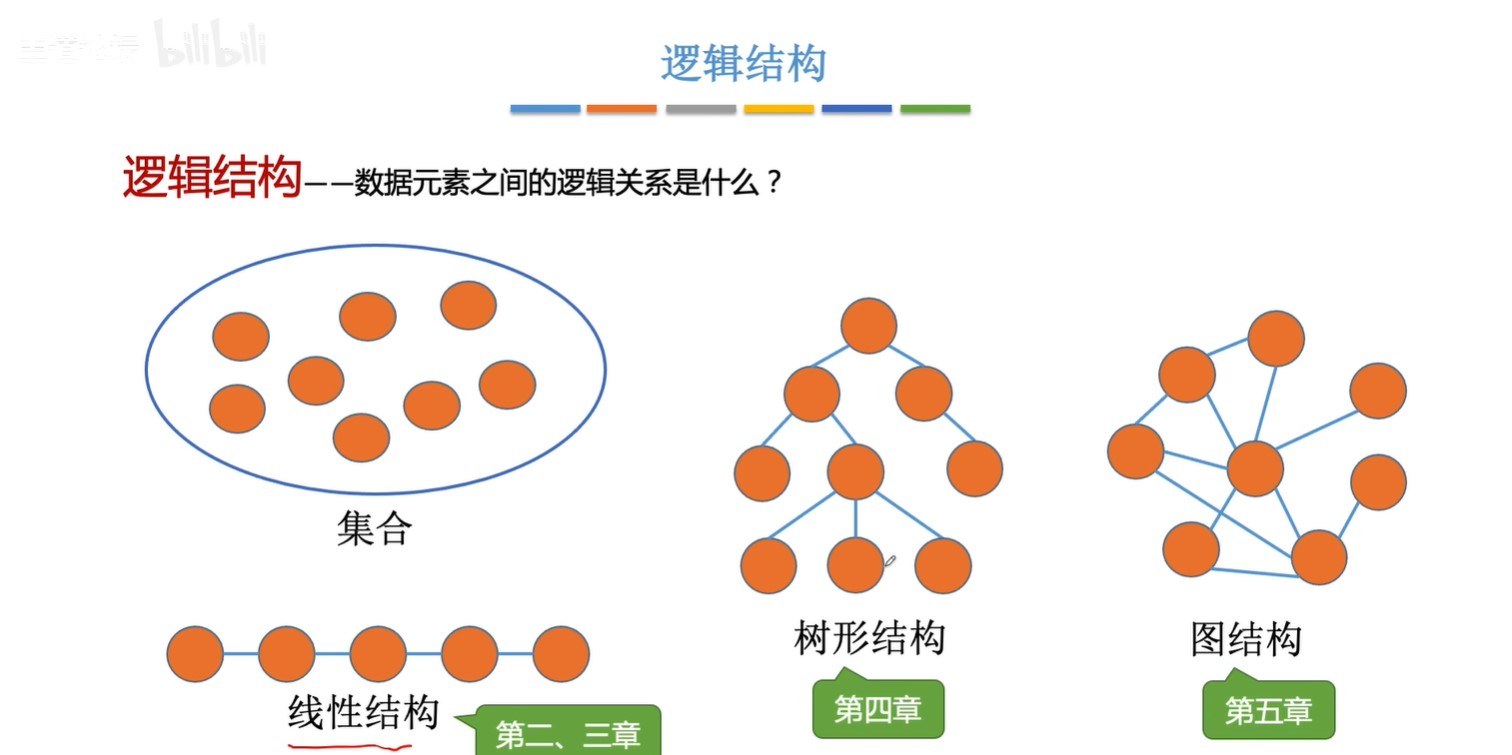 bilibili
逻辑结构
逻辑结构——数据元素之间的逻辑关系是什么？
集合
树形结构
图结构
第四章
第五章
线性结构
第二、三章